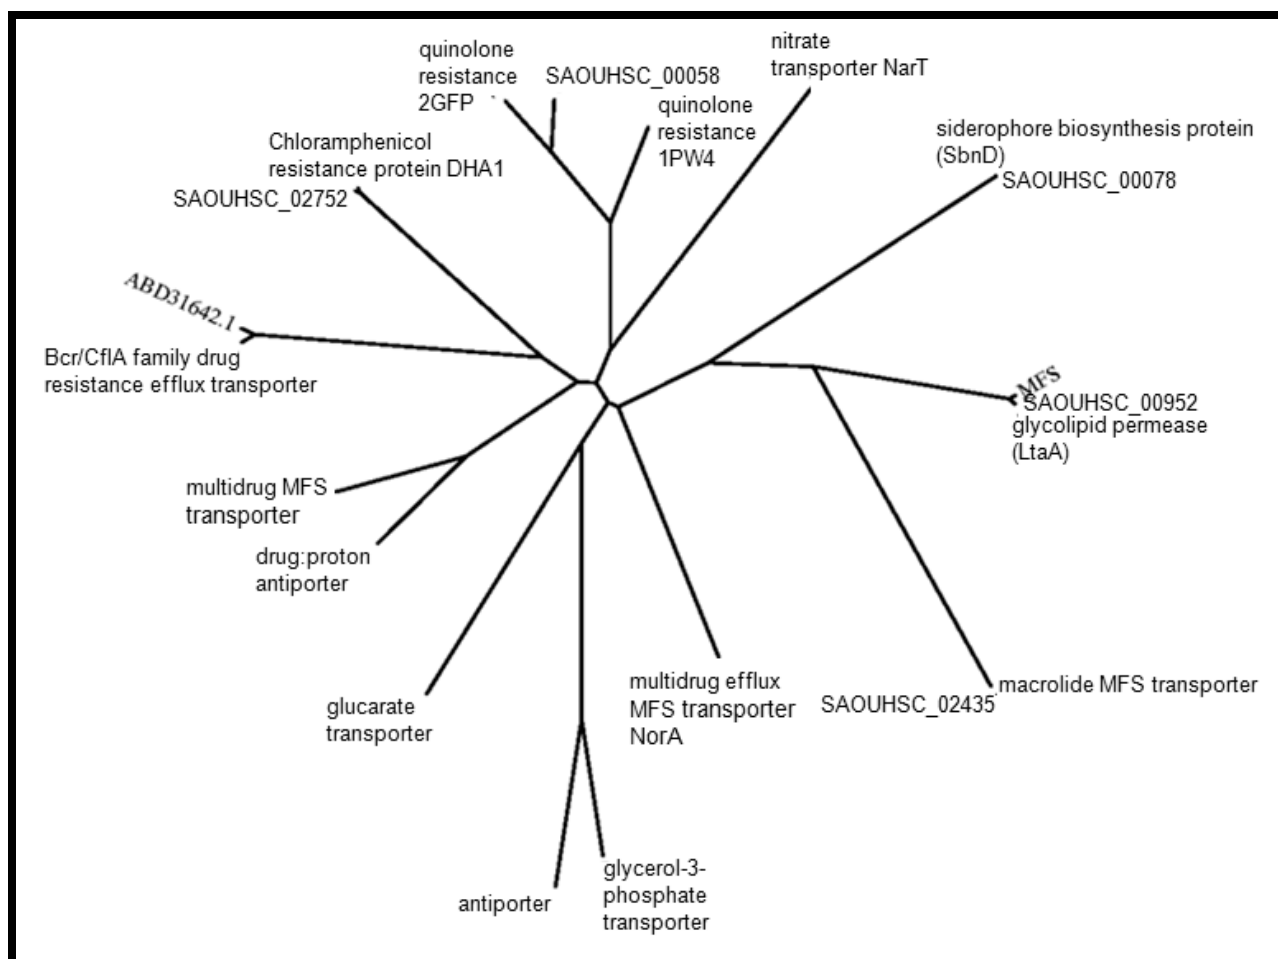 quinolone
resistance
2GFP
SAOUHSC_00058
nitrate
transporter NarT
quinolone
resistance
1PW4
siderophore biosynthesis protein
(SbnD)
SAOUHSC_00078
Chloramphenicol
resistance protein DHA1
SAOUHSC_02752
ABD31642.1
Bcr/CflA family drug
resistance efflux transporter
MFS
SAOUHSC_00952
glycolipid permease
(LtaA)
multidrug MFS
transporter
drug:proton
antiporter
glucarate
transporter
multidrug efflux
MFS transporter
NorA
macrolide MFS transporter
SAOUHSC_02435
antiporter
glycerol-3-
phosphate
transporter